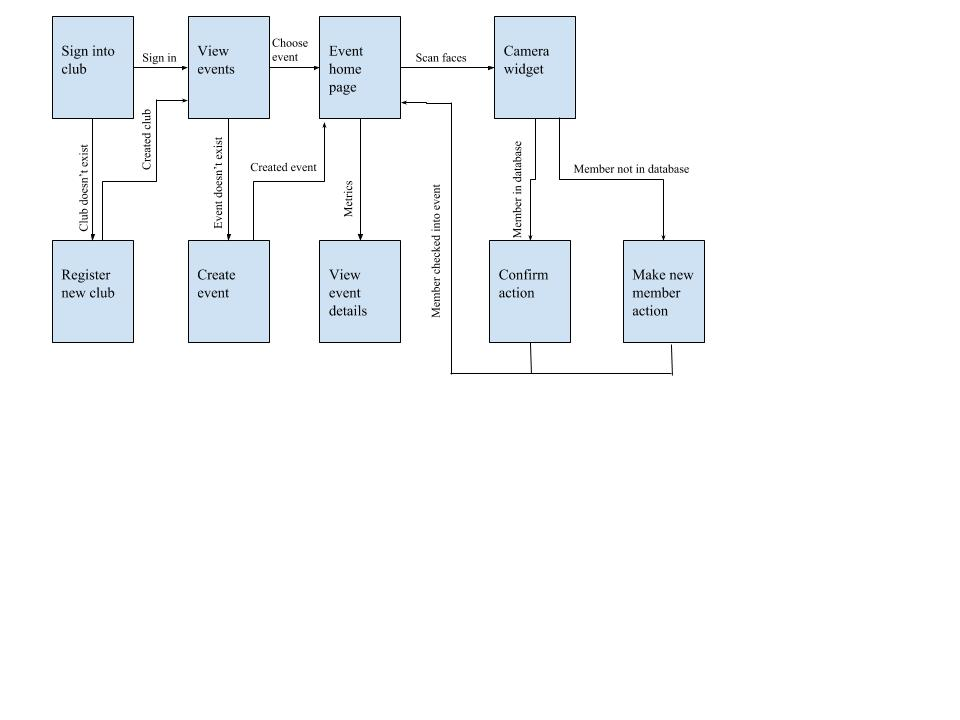 Sign into
club
Sign in
View
events
Choose
event
Event
home
page
Scan faces
Camera
widget
Club doesn't exist
Created club
Event doesn't exist
Created event
Metrics
Member checked into event
Member in database
Member not in database
Register
new club
Create
event
View
event
details
Confirm
action
Make new
member
action